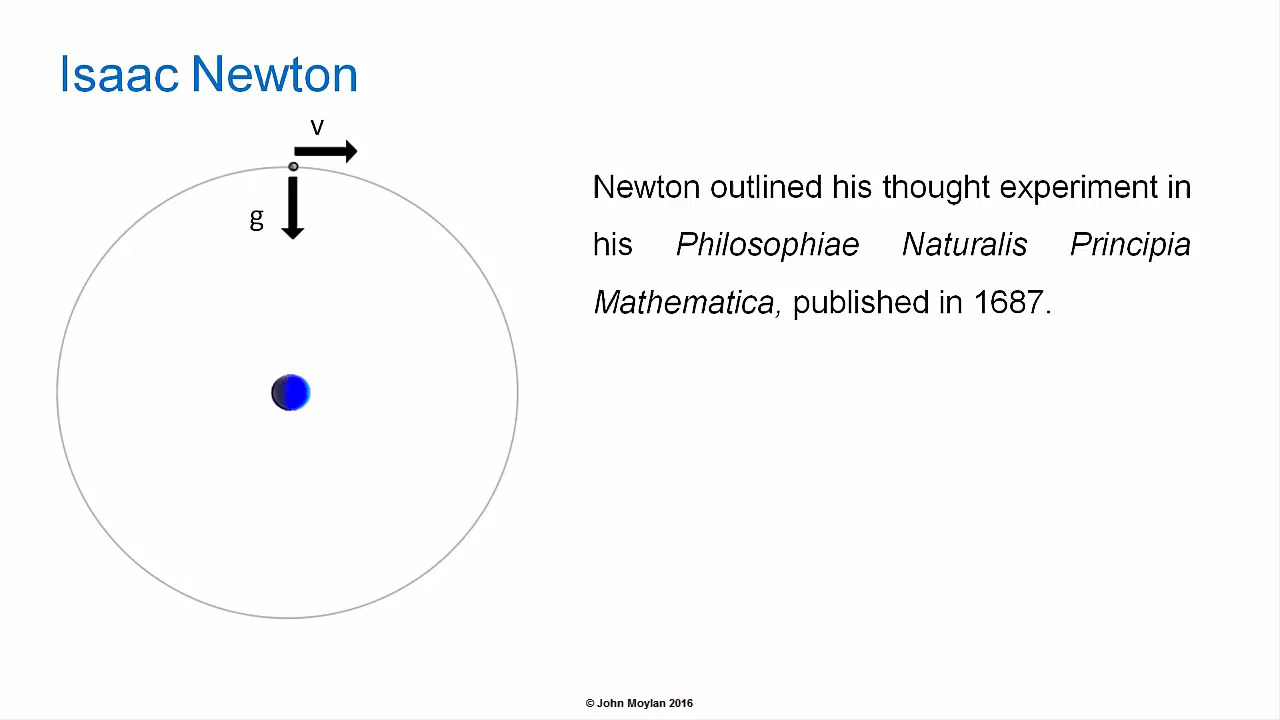 Isaac Newton
v
g
Newton outlined his thought experiment in
his Philosophiae Naturalis Principia
Mathematica, published in 1687.
© John Moylan 2016